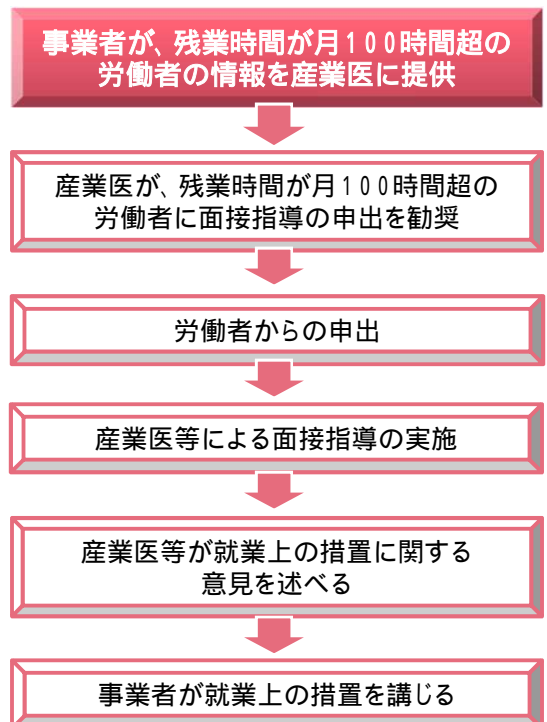 事業者が、残業時間が月100時間超の
労働者の情報を産業医に提供
産業医が、残業時間が月100時間超の
労働者に面接指導の申出を勧奨
労働者からの申出
産業医等による面接指導の実施
産業医等が就業上の措置に関する
意見を述べる
事業者が就業上の措置を講じる